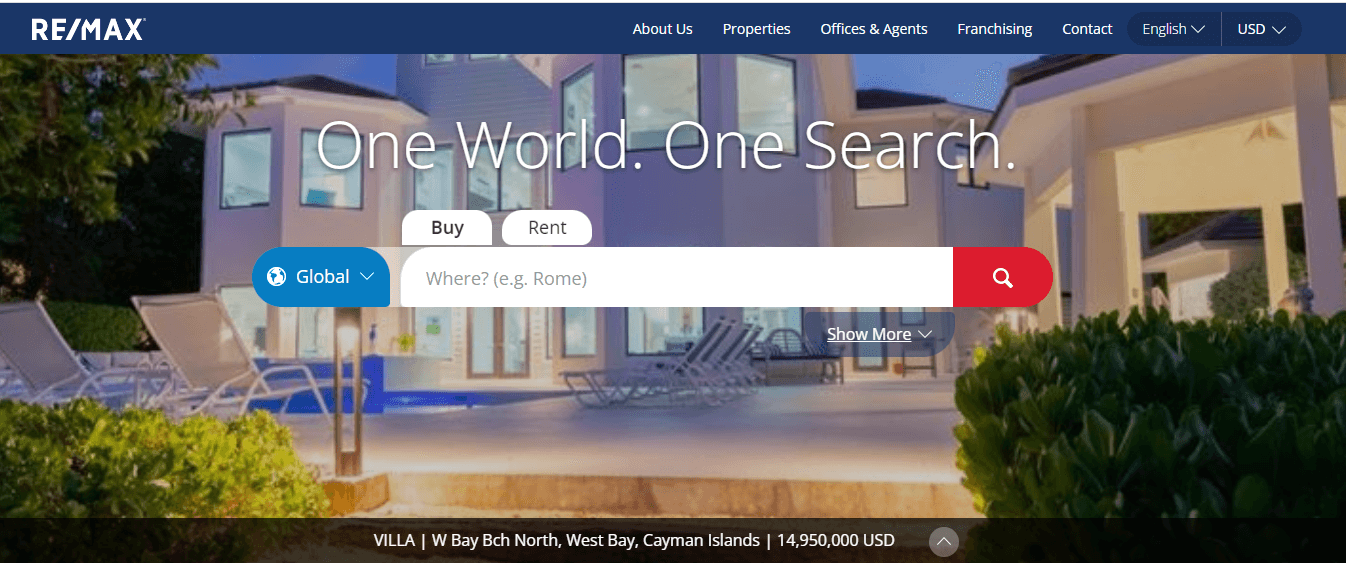 RE/MAX
About Us Properties Offices & Agents Franchising Contact English USD
One World. One Search.
Buy Rent
Global Where? (e.g. Rome)
Show More
VILLA | W Bay Bch North, West Bay, Cayman Islands | 14,950,000 USD